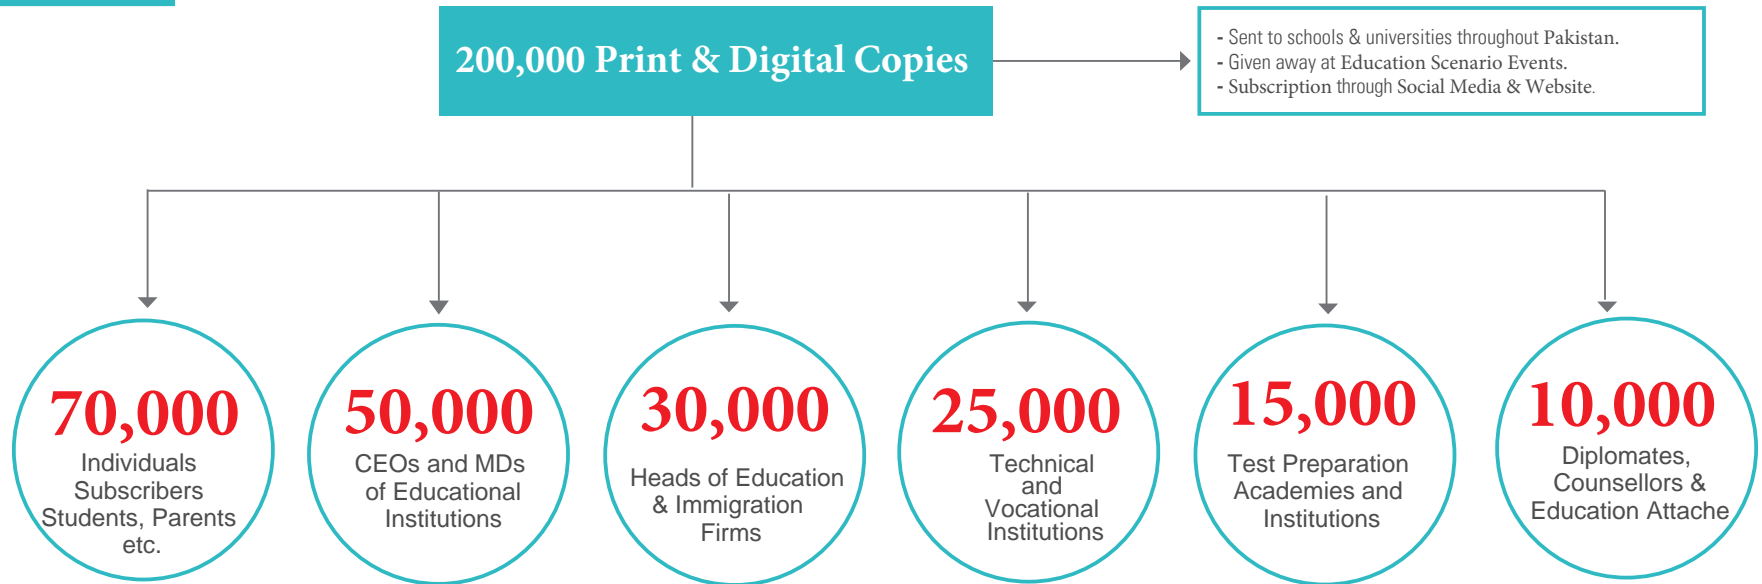 200,000 Print & Digital Copies
- Sent to schools & universities throughout Pakistan.
- Given away at Education Scenario Events.
- Subscription through Social Media & Website.
70,000
Individuals
Subscribers
Students, Parents
etc.
50,000
CEOs and MDs
of Educational
Institutions
30,000
Heads of Education
& Immigration
Firms
25,000
Technical
and
Vocational
Institutions
15,000
Test Preparation
Academies and
Institutions
10,000
Diplomates,
Counsellors &
Education Attache